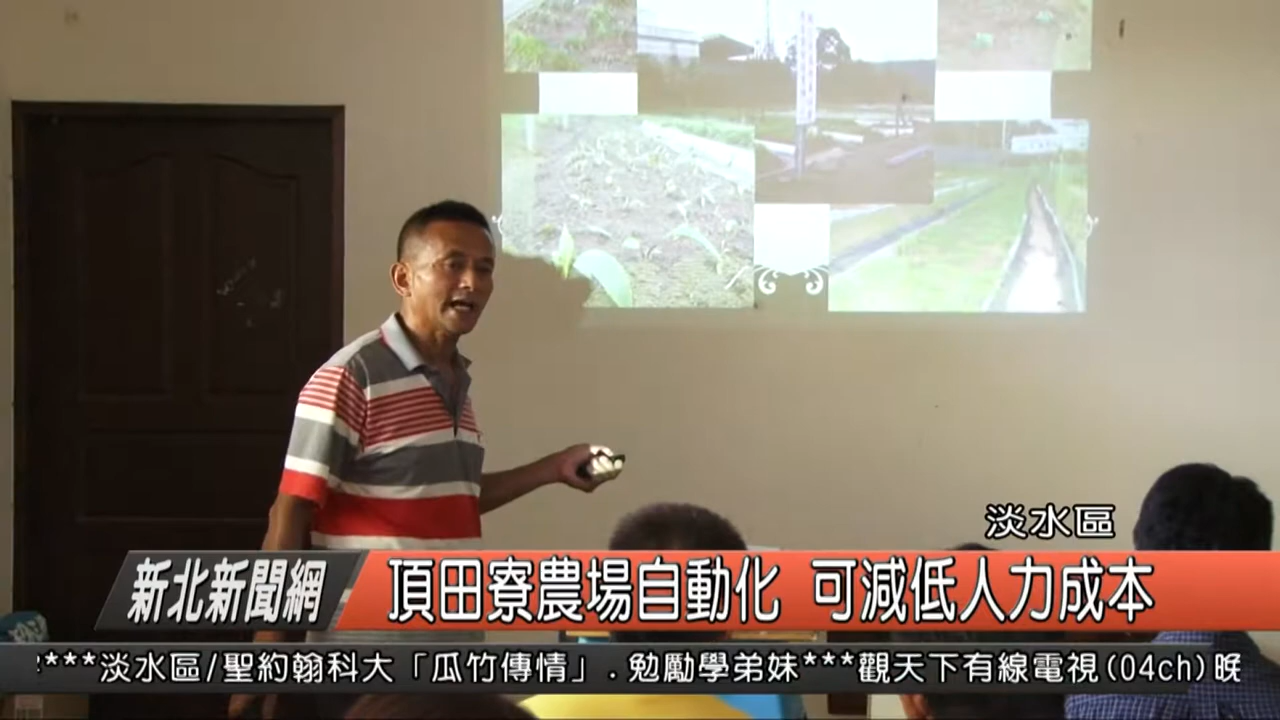 淡水區
新北新聞網
頂田寮農場自動化 可減低人力成本
***淡水區/聖約翰科大「瓜竹傳情」.勉勵學弟妹***觀天下有線電視(04ch)晚